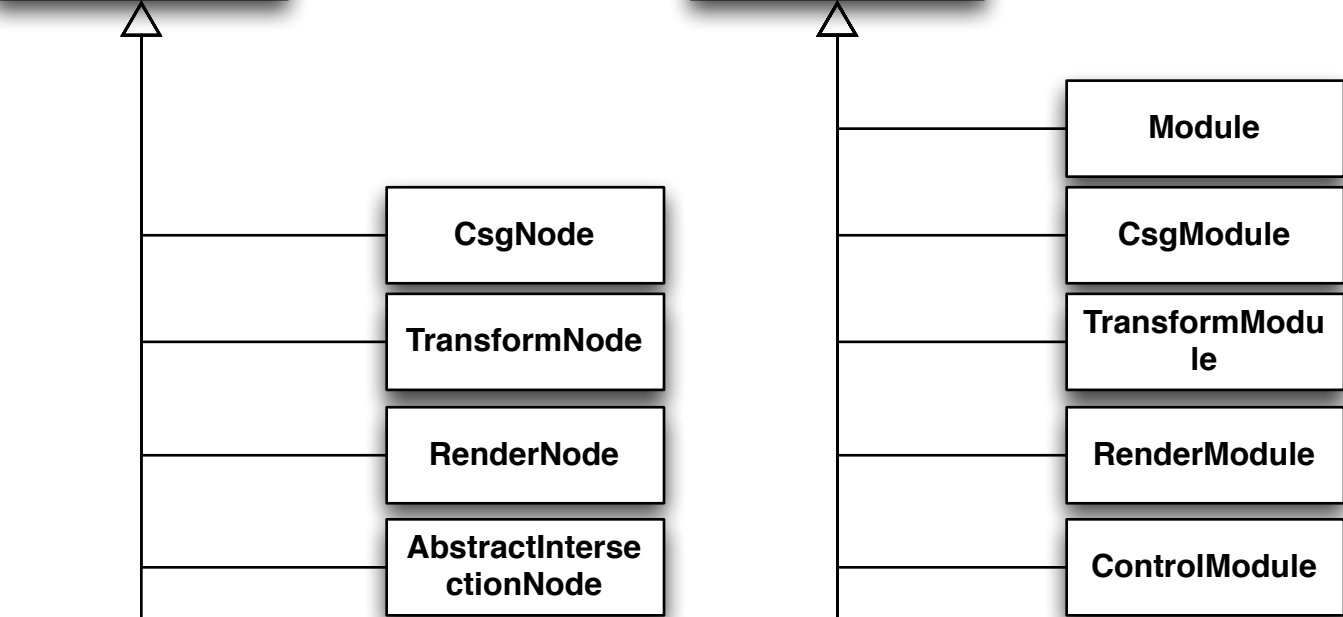 Module
CsgNode
CsgModule
TransformNode
TransformModu
le
RenderNode
RenderModule
AbstractInterse
ctionNode
ControlModule